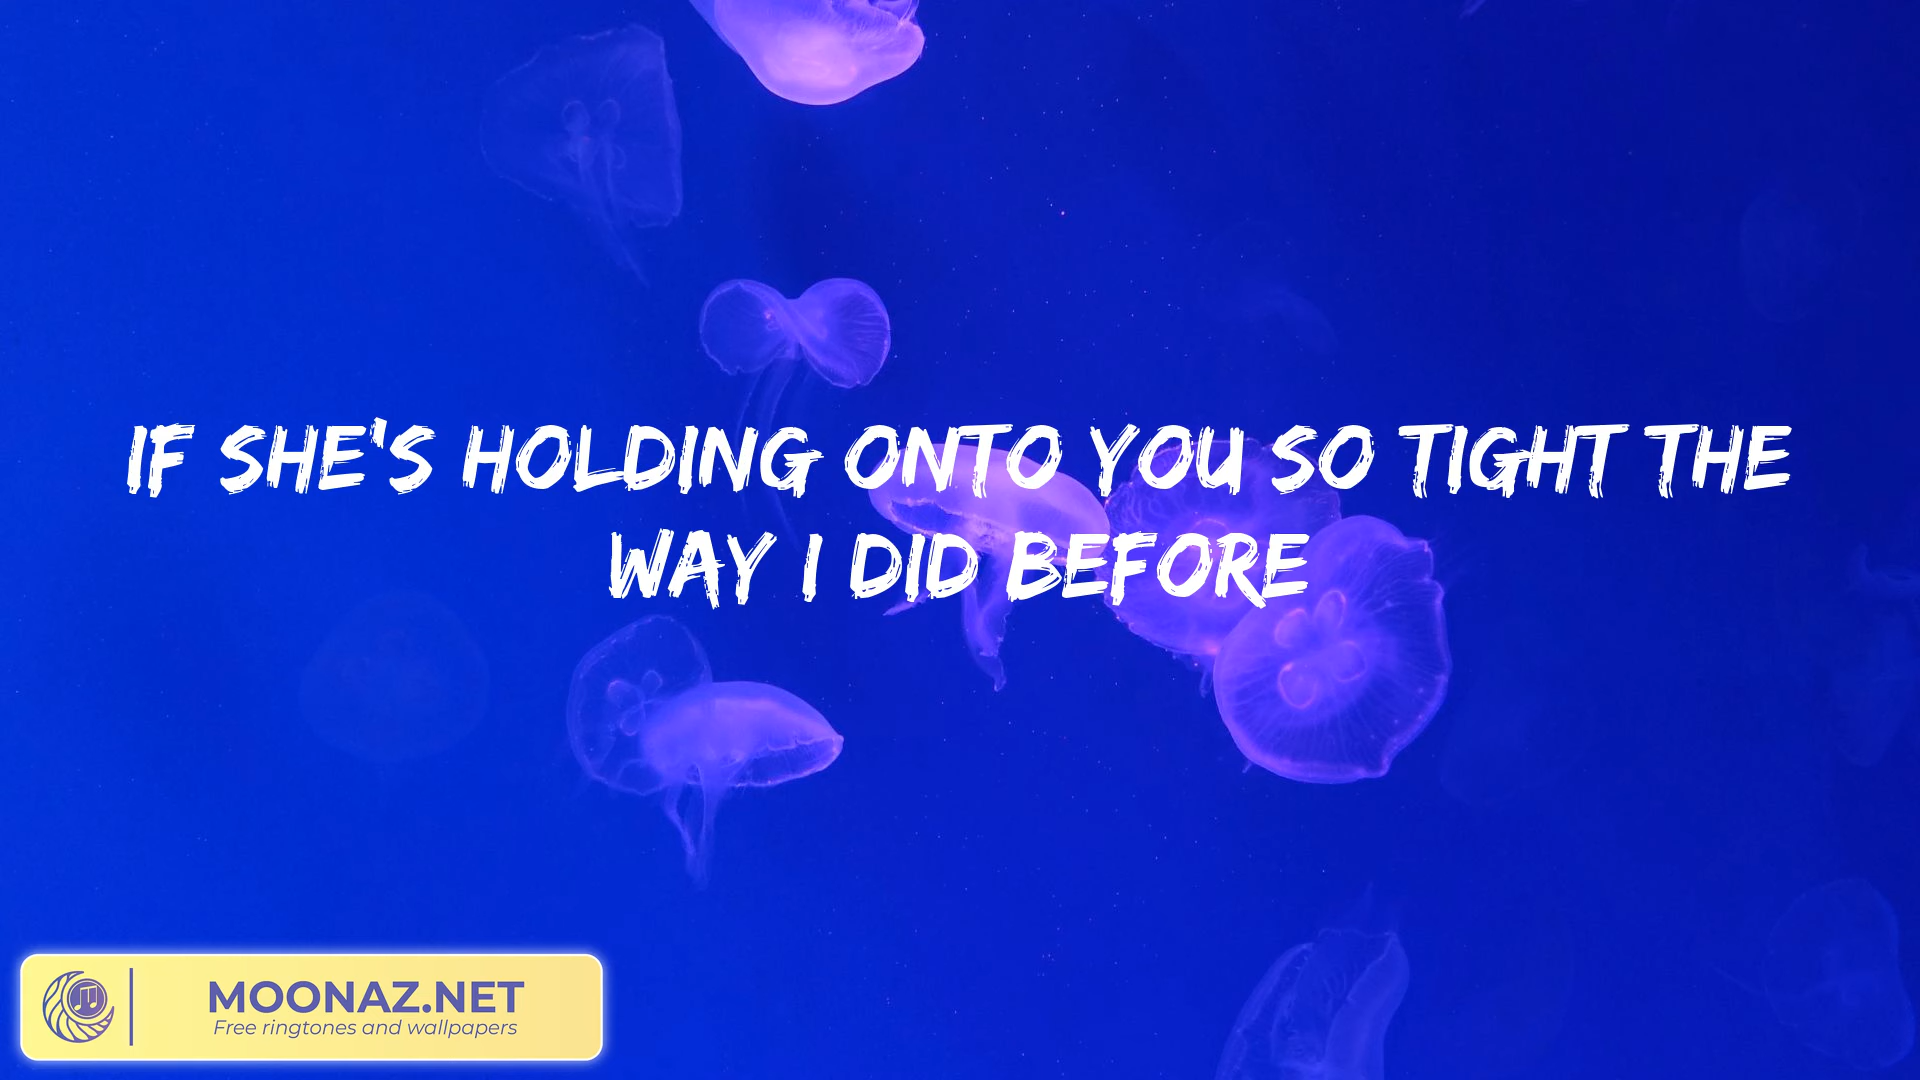 IF SHE'S HOLDING ONTO YOU SO TIGHT THE
WAY I DID BEFORE
MOONAZ.NET
Free ringtones and wallpapers